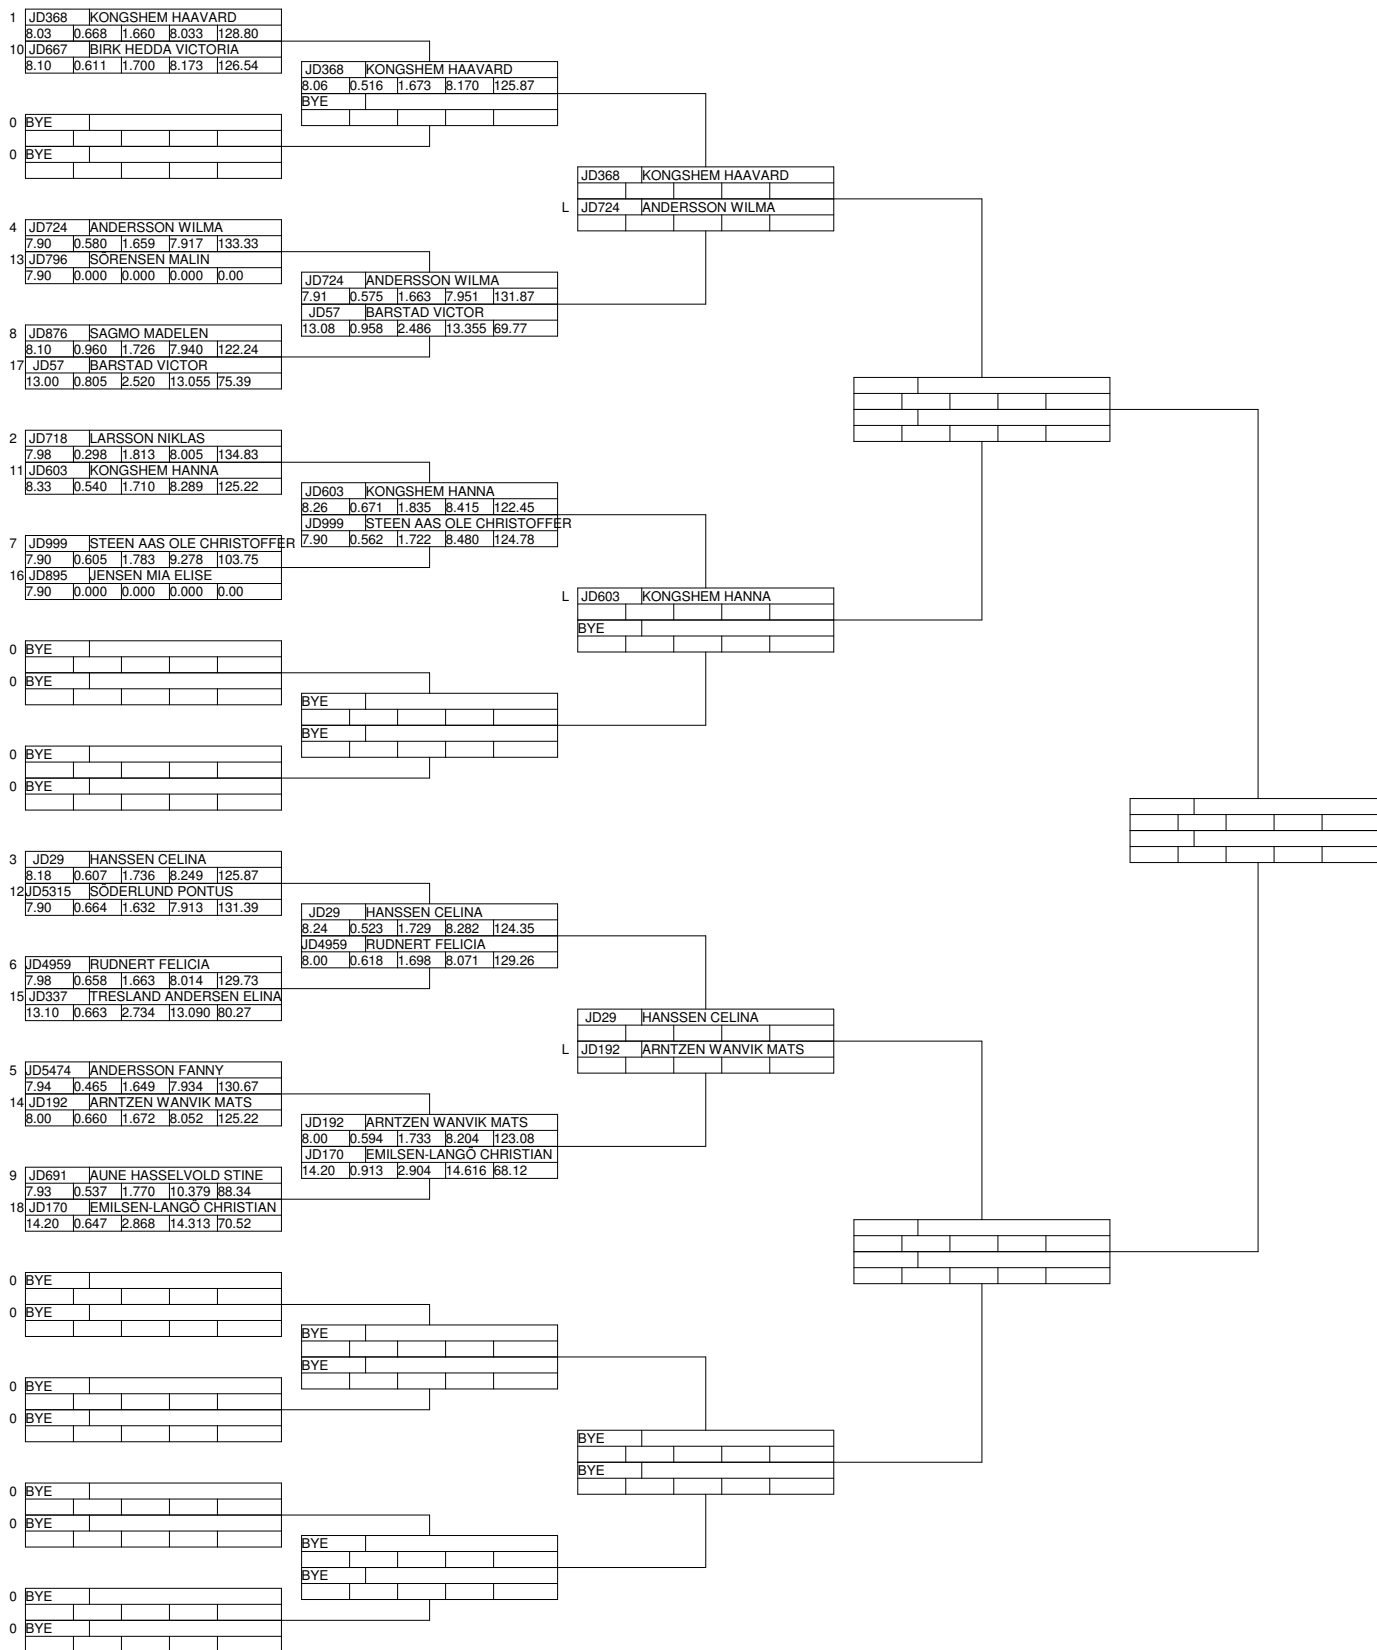 1 JD368 KONGSHEM HAAVARD
8.03 0.668 1.660 8.033 128.80
10 JD667 BIRK HEDDA VICTORIA
8.10 0.611 1.700 8.173 126.54
0 BYE
0 BYE
4 JD724 ANDERSSON WILMA
7.90 0.580 1.659 7.917 133.33
13 JD796 SÖRENSEN MALIN
7.90 0.000 0.000 0.000 0.00
8 JD876 SAGMO MADELEN
8.10 0.960 1.726 7.940 122.24
17 JD57 BARSTAD VICTOR
13.00 0.805 2.520 13.055 75.39
2 JD718 LARSSON NIKLAS
7.98 0.298 1.813 8.005 134.83
11 JD603 KONGSHEM HANNA
8.33 0.540 1.710 8.289 125.22
7 JD999 STEEN AAS OLE CHRISTOFFER
7.90 0.605 1.783 9.278 103.75
16 JD895 JENSEN MIA ELISE
7.90 0.000 0.000 0.000 0.00
0 BYE
0 BYE
0 BYE
0 BYE
3 JD29 HANSSEN CELINA
8.18 0.607 1.736 8.249 125.87
12 JD5315 SÖDERLUND PONTUS
7.90 0.664 1.632 7.913 131.39
6 JD4959 RUDNERT FELICIA
7.98 0.658 1.663 8.014 129.73
15 JD337 TRESLAND ANDERSEN ELINA
13.10 0.663 2.734 13.090 80.27
5 JD5474 ANDERSSON FANNY
7.94 0.465 1.649 7.934 130.67
14 JD192 ARNTZEN WANVIK MATS
8.00 0.660 1.672 8.052 125.22
9 JD691 AUNE HASSELVOLD STINE
7.93 0.537 1.770 10.379 88.34
18 JD170 EMILSEN-LANGÖ CHRISTIAN
14.20 0.647 2.868 14.313 70.52
0 BYE
0 BYE
0 BYE
0 BYE
0 BYE
0 BYE
0 BYE
0 BYE
JD368 KONGSHEM HAAVARD
8.06 0.516 1.673 8.170 125.87
BYE
JD724 ANDERSSON WILMA
7.91 0.575 1.663 7.951 131.87
JD57 BARSTAD VICTOR
13.08 0.958 2.486 13.355 69.77
JD603 KONGSHEM HANNA
8.26 0.671 1.835 8.415 122.45
JD999 STEEN AAS OLE CHRISTOFFER
7.90 0.562 1.722 8.480 124.78
BYE
BYE
JD29 HANSSEN CELINA
8.24 0.523 1.729 8.282 124.35
JD4959 RUDNERT FELICIA
8.00 0.618 1.698 8.071 129.26
JD192 ARNTZEN WANVIK MATS
8.00 0.594 1.733 8.204 123.08
JD170 EMILSEN-LANGÖ CHRISTIAN
14.20 0.913 2.904 14.616 68.12
BYE
BYE
BYE
BYE
JD368 KONGSHEM HAAVARD
L JD724 ANDERSSON WILMA
L JD603 KONGSHEM HANNA
BYE
JD29 HANSSEN CELINA
L JD192 ARNTZEN WANVIK MATS
BYE
BYE